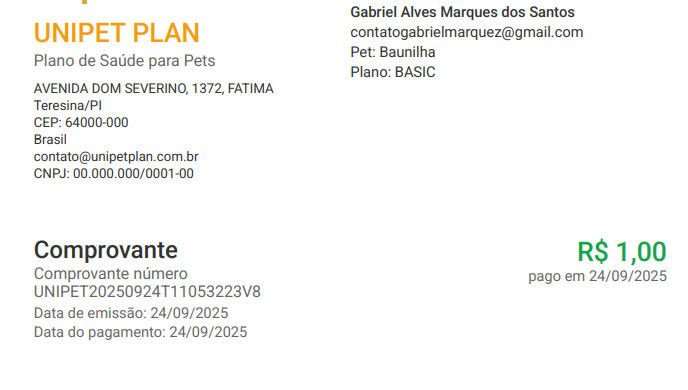 UNIPET PLAN
Plano de Saúde para Pets
AVENIDA DOM SEVERINO, 1372, FATIMA
Teresina/PI
CEP: 64000-000
Brasil
contato@unipetplan.com.br
CNPJ: 00.000.000/0001-00
Gabriel Alves Marques dos Santos
contatogabrielmarquez@gmail.com
Pet: Baunilha
Plano: BASIC
Comprovante
Comprovante número
UNIPET20250924T11053223V8
Data de emissão: 24/09/2025
Data do pagamento: 24/09/2025
R$ 1,00
pago em 24/09/2025